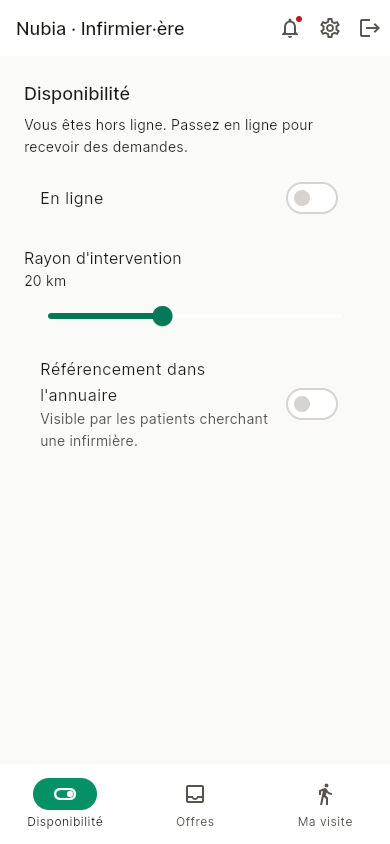 Nubia · Infirmier·ère
Disponibilité
Vous êtes hors ligne. Passez en ligne pour
recevoir des demandes.
En ligne
Rayon d'intervention
20 km
Référencement dans
l'annuaire
Visible par les patients cherchant
une infirmière.
Disponibilité
Offres
Ma visite